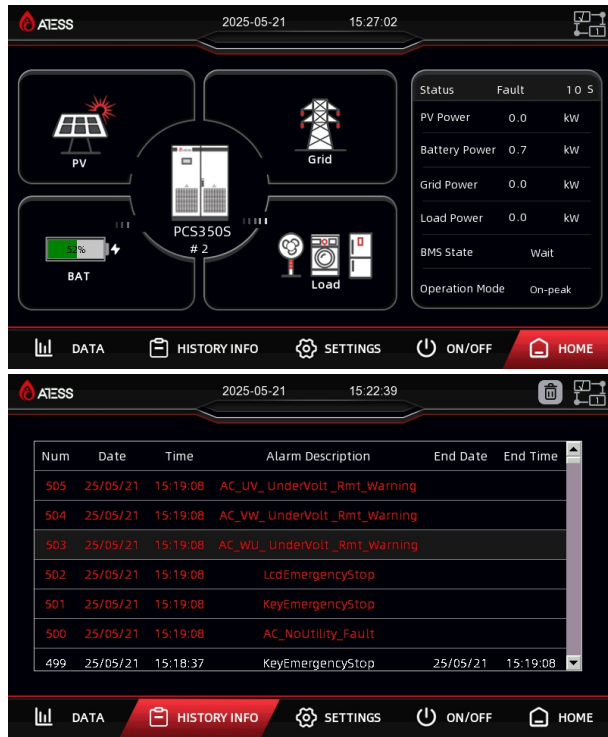 ATESS 2025-05-21 15:27:02
1
Status Fault 10 S
PV Power 0.0 kW
Battery Power 0.7 kW
Grid Power 0.0 kW
Load Power 0.0 kW
BMS State Wait
Operation Mode On-peak
PV
Grid
PCS350S
#2
52%
BAT
Load
DATA HISTORY INFO SETTINGS ON/OFF HOME
ATESS 2025-05-21 15:22:39
1
Num Date Time Alarm Description End Date End Time
505 25/05/21 15:19:08 AC_UV_ UnderVolt _Rmt_Warning
504 25/05/21 15:19:08 AC_VW_ UnderVolt _Rmt_Warning
503 25/05/21 15:19:08 AC_WU_ UnderVolt _Rmt_Warning
502 25/05/21 15:19:08 LcdEmergencyStop
501 25/05/21 15:19:08 KeyEmergencyStop
500 25/05/21 15:19:08 AC_NoUtility_Fault
499 25/05/21 15:18:37 KeyEmergencyStop 25/05/21 15:19:08
DATA HISTORY INFO SETTINGS ON/OFF HOME